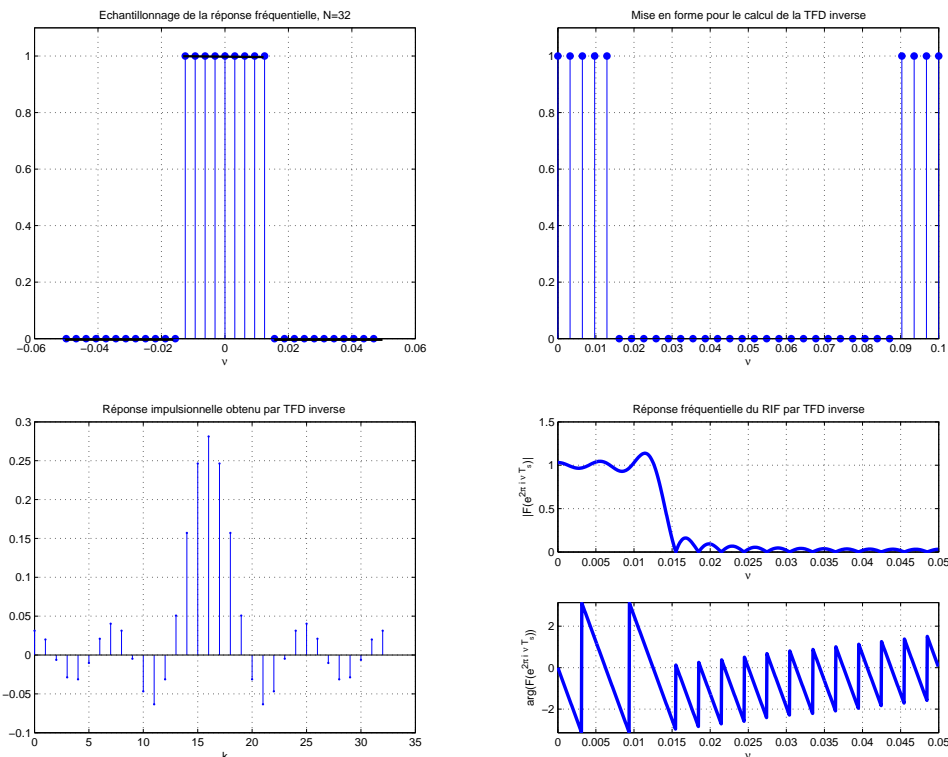 Echantillonnage de la réponse fréquentielle, N=32
1
0.8
0.6
0.4
0.2
0
−0.06 −0.04 −0.02 0 0.02 0.04 0.06
ν
Mise en forme pour le calcul de la TFD inverse
1
0.8
0.6
0.4
0.2
0
0 0.01 0.02 0.03 0.04 0.05 0.06 0.07 0.08 0.09 0.1
ν
Réponse impulsionnelle obtenu par TFD inverse
0.3
0.25
0.2
0.15
0.1
0.05
0
−0.05
−0.1
0 5 10 15 20 25 30 35
k
Réponse fréquentielle du RIF par TFD inverse
|F(e^{2π i ν T_s})|
1.5
1
0.5
0
0 0.005 0.01 0.015 0.02 0.025 0.03 0.035 0.04 0.045 0.05
ν
arg(F(e^{2π i ν T_s}))
2
0
−2
0 0.005 0.01 0.015 0.02 0.025 0.03 0.035 0.04 0.045 0.05
ν